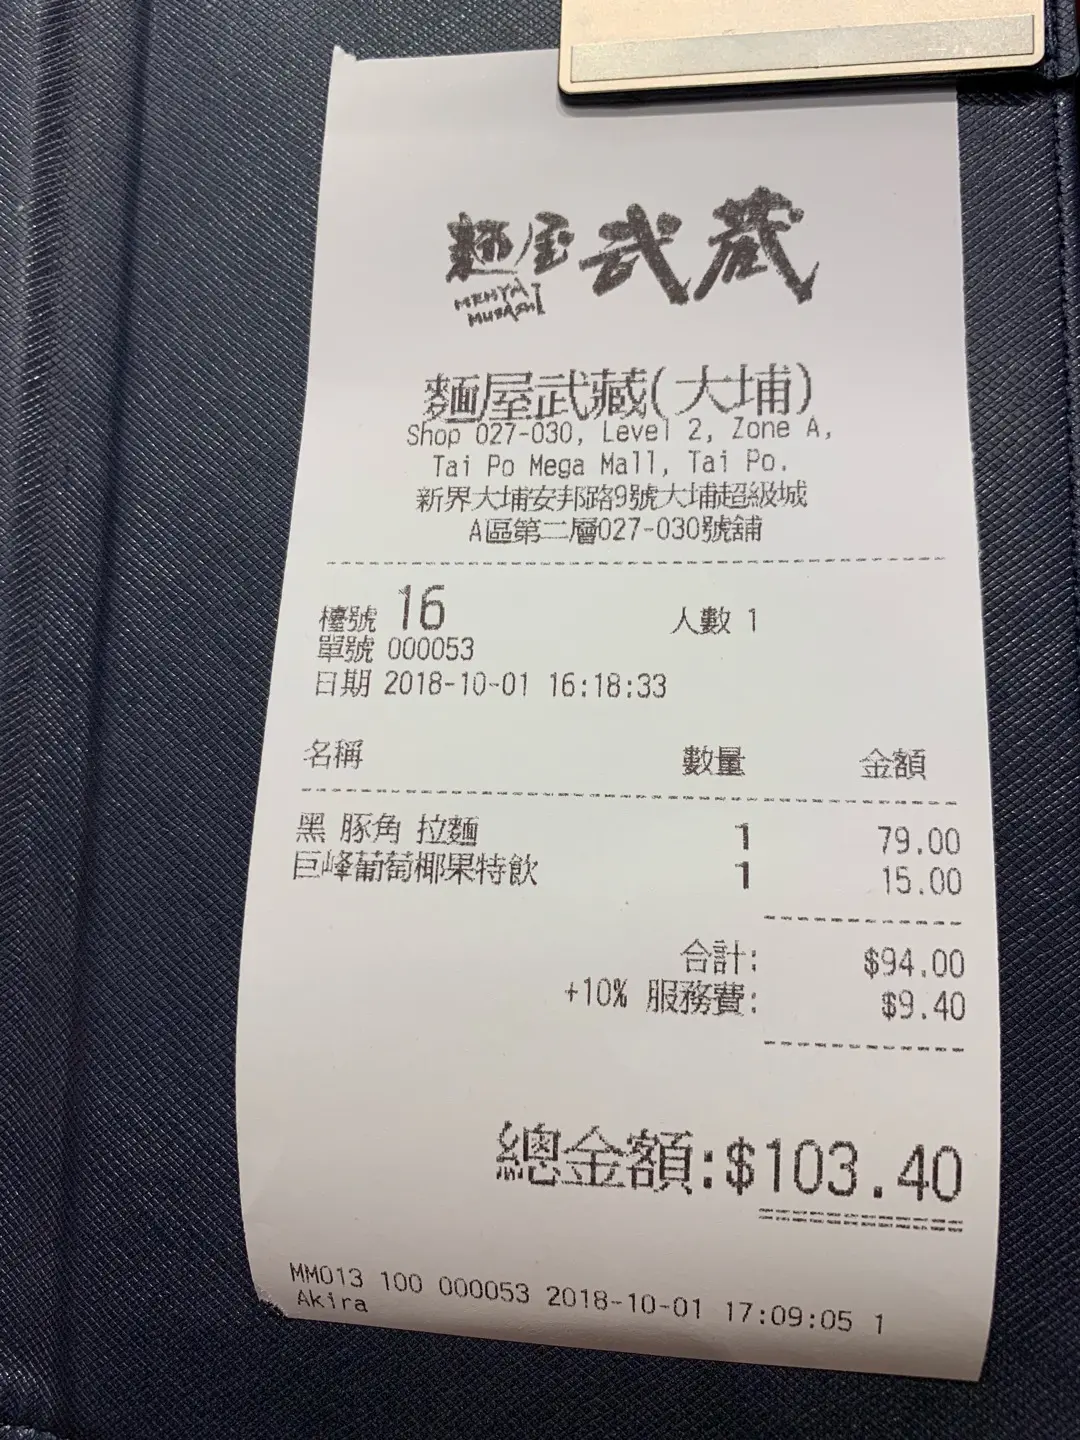 麵屋武蔵
MENYA
MUSASHI
麵屋武藏(大埔)
Shop 027-030, Level 2, Zone A,
Tai Po Mega Mall, Tai Po.
新界大埔安邦路9號大埔超級城
A區第二層027-030號舖
檯號 16 人數 1
單號 000053
日期 2018-10-01 16:18:33
名稱 數量 金額
黑 豚角 拉麵 1 79.00
巨峰葡萄椰果特飲 1 15.00
合計: $94.00
+10% 服務費: $9.40
總金額:$103.40
MM013 100 000053 2018-10-01 17:09:05 1
Akira